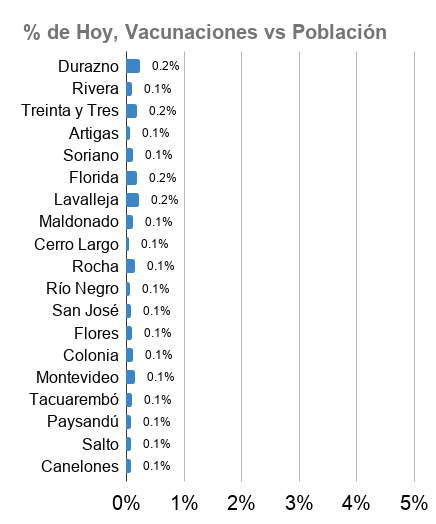 % de Hoy, Vacunaciones vs Población
Durazno 0.2%
Rivera 0.1%
Treinta y Tres 0.2%
Artigas 0.1%
Soriano 0.1%
Florida 0.2%
Lavalleja 0.2%
Maldonado 0.1%
Cerro Largo 0.1%
Rocha 0.1%
Río Negro 0.1%
San José 0.1%
Flores 0.1%
Colonia 0.1%
Montevideo 0.1%
Tacuarembó 0.1%
Paysandú 0.1%
Salto 0.1%
Canelones 0.1%
0% 1% 2% 3% 4% 5%